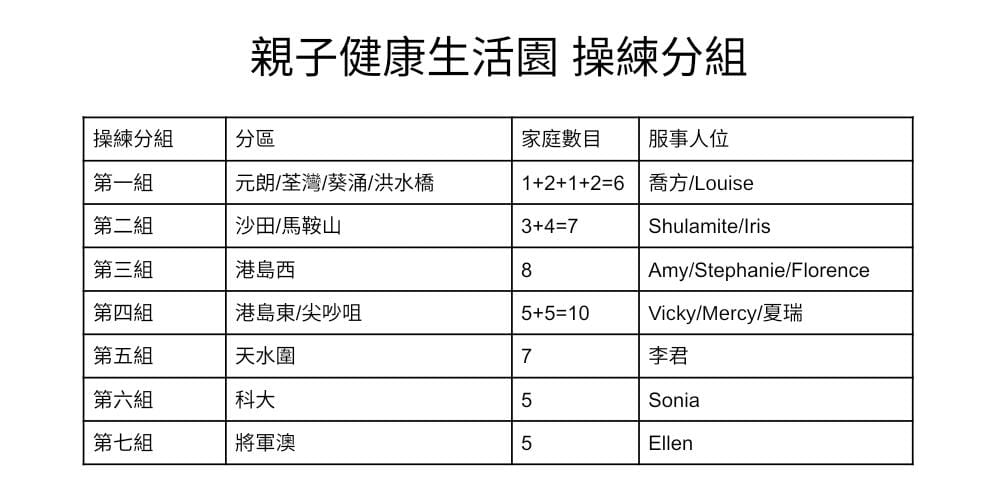 親子健康生活園 操練分組
操練分組 分區 家庭數目 服事人位
第一組 元朗/荃灣/葵涌/洪水橋 1+2+1+2=6 喬方/Louise
第二組 沙田/馬鞍山 3+4=7 Shulamite/Iris
第三組 港島西 8 Amy/Stephanie/Florence
第四組 港島東/尖吵咀 5+5=10 Vicky/Mercy/夏瑞
第五組 天水圍 7 李君
第六組 科大 5 Sonia
第七組 將軍澳 5 Ellen